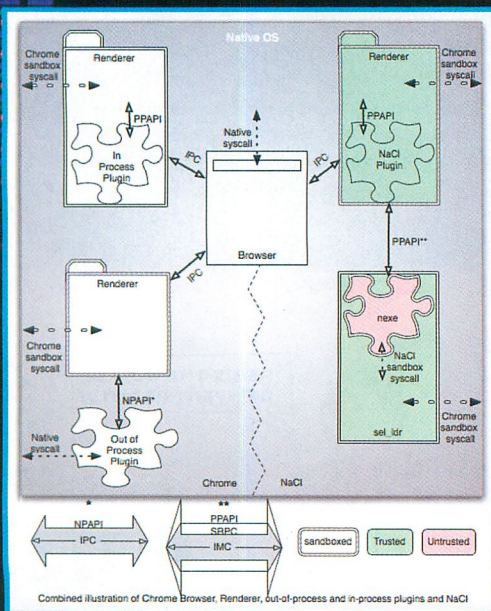 Native OS
Chrome
sandbox
syscall
Renderer
PPAPI
In
Process
Plugin
IPC
Native
syscall
Browser
IPC
Renderer
PPAPI
NaCl
Plugin
Chrome
sandbox
syscall
PPAPI**
nexe
NaCl
sandbox
syscall
sel_ldr
Chrome
sandbox
syscall
IPC
Renderer
Chrome
sandbox
syscall
NPAPI*
Native
syscall
Out of
Process
Plugin
Chrome
NaCl
*
NPAPI
IPC
**
PPAPI
SRPC
IMC
sandboxed
Trusted
Untrusted
Combined illustration of Chrome Browser, Renderer, out-of-process and in-process plugins and NaCl